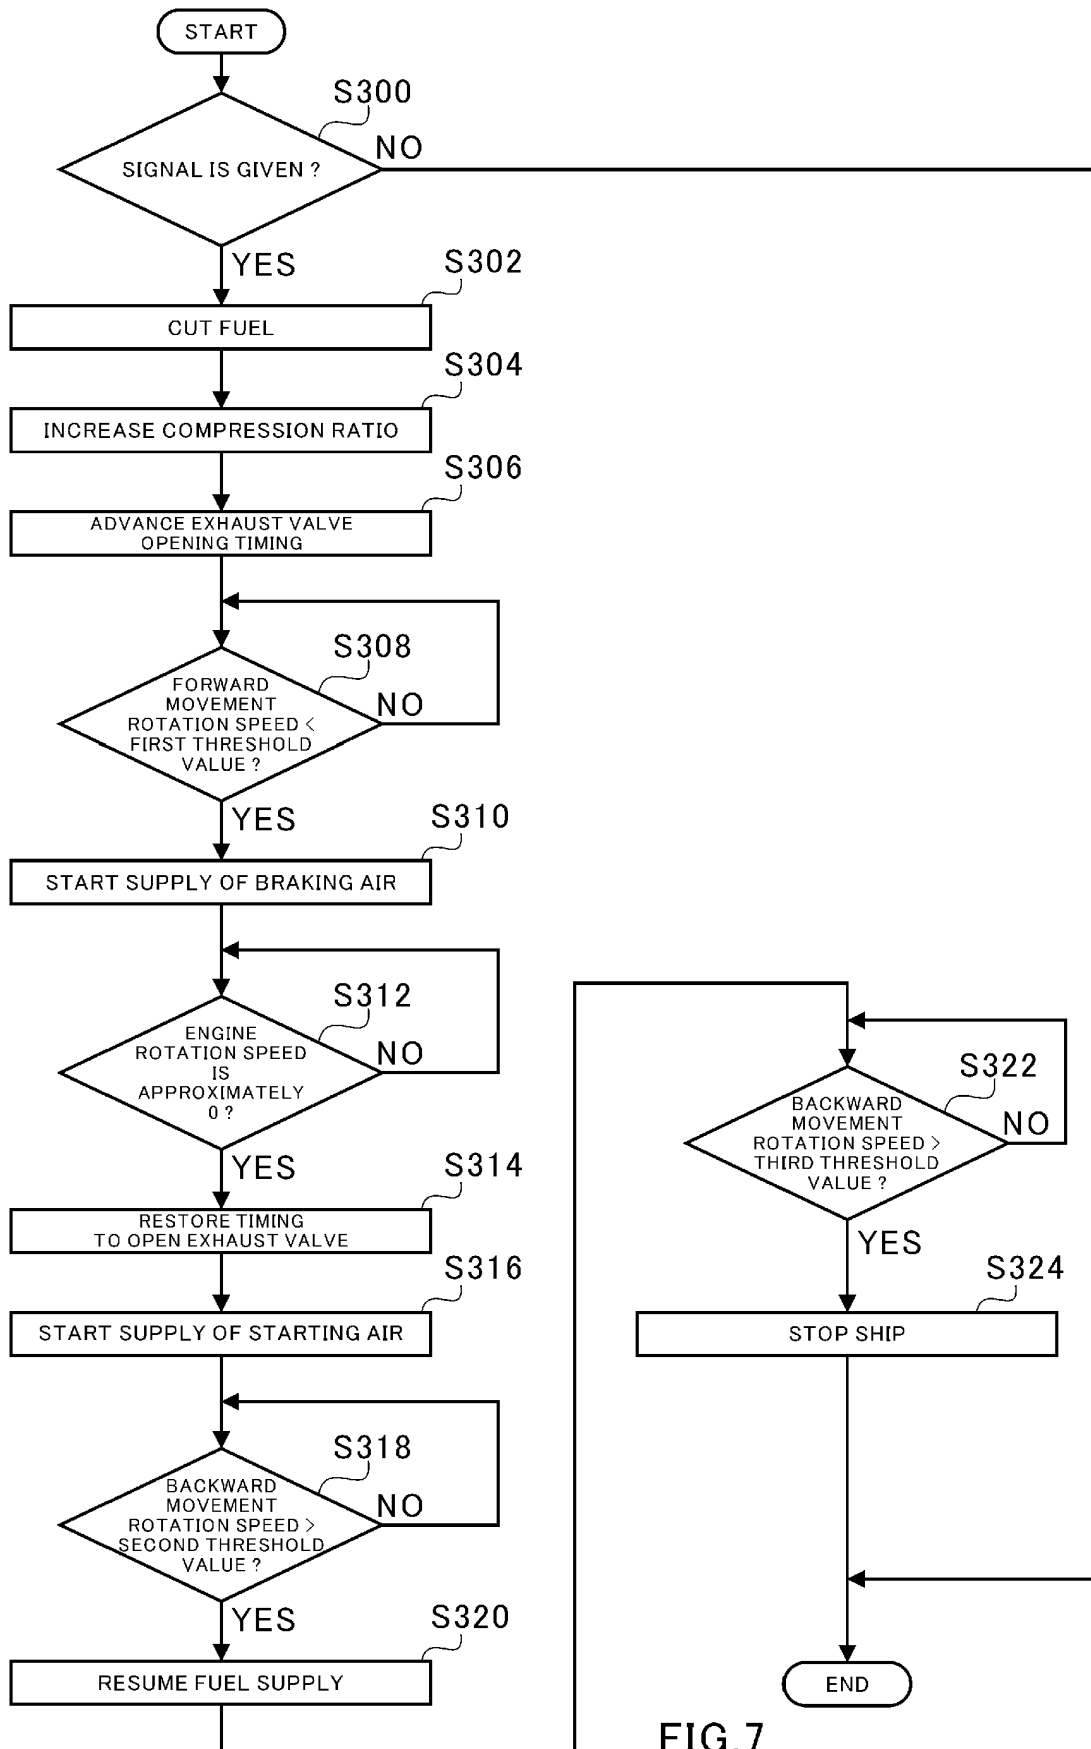 START
S300
SIGNAL IS GIVEN ?
NO
YES
S302
CUT FUEL
S304
INCREASE COMPRESSION RATIO
S306
ADVANCE EXHAUST VALVE
OPENING TIMING
S308
FORWARD
MOVEMENT
ROTATION SPEED <
FIRST THRESHOLD
VALUE ?
NO
YES
S310
START SUPPLY OF BRAKING AIR
S312
ENGINE
ROTATION SPEED
IS
APPROXIMATELY
0 ?
NO
YES
S314
RESTORE TIMING
TO OPEN EXHAUST VALVE
S316
START SUPPLY OF STARTING AIR
S318
BACKWARD
MOVEMENT
ROTATION SPEED >
SECOND THRESHOLD
VALUE ?
NO
YES
S320
RESUME FUEL SUPPLY
S322
BACKWARD
MOVEMENT
ROTATION SPEED >
THIRD THRESHOLD
VALUE ?
NO
YES
S324
STOP SHIP
END
FIG.7